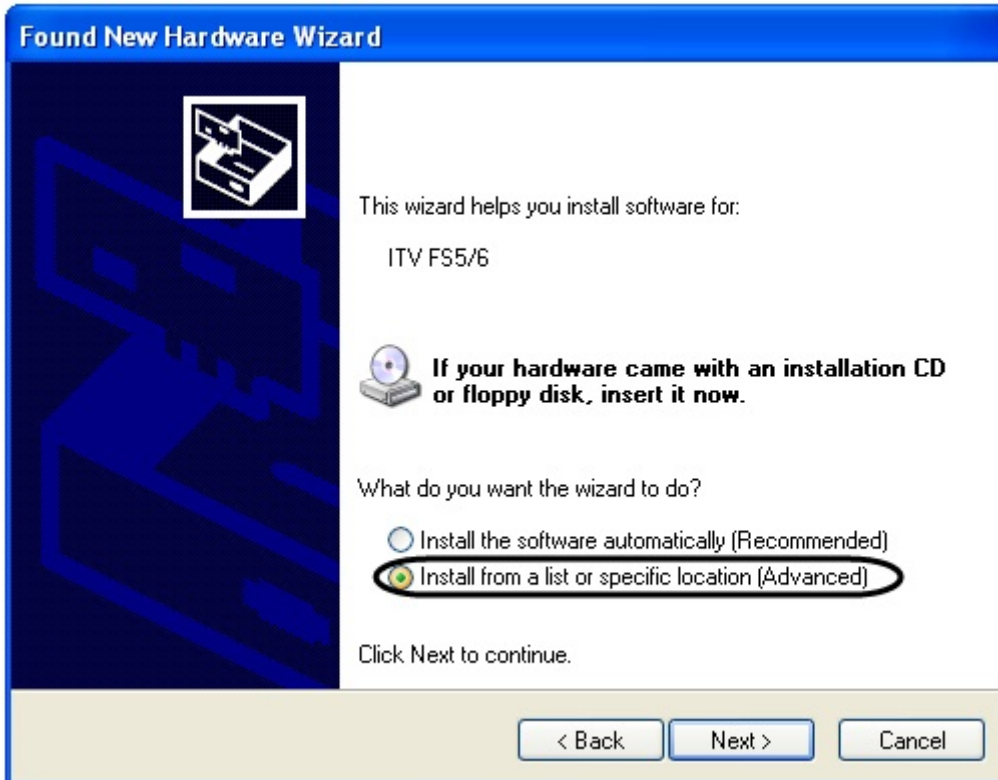 Found New Hardware Wizard
This wizard helps you install software for:
ITV FS5/6
If your hardware came with an installation CD
or floppy disk, insert it now.
What do you want the wizard to do?
Install the software automatically (Recommended)
Install from a list or specific location (Advanced)
Click Next to continue.
< Back Next > Cancel